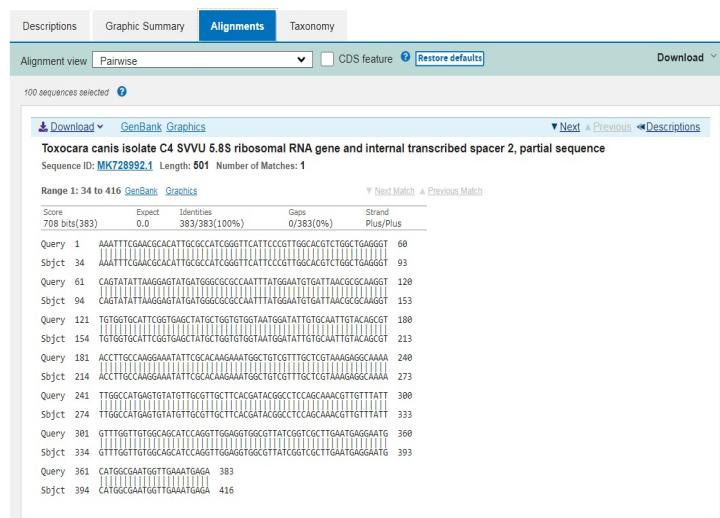 Descriptions Graphic Summary Alignments Taxonomy
Alignment view Pairwise CDS feature ? Restore defaults Download
100 sequences selected ?
Download GenBank Graphics Next Previous Descriptions
Toxocara canis isolate C4 SVVU 5.8S ribosomal RNA gene and internal transcribed spacer 2, partial sequence
Sequence ID: MK728992.1 Length: 501 Number of Matches: 1
Range 1: 34 to 416 GenBank Graphics Next Match Previous Match
Score Expect Identities Gaps Strand
708 bits(383) 0.0 383/383(100%) 0/383(0%) Plus/Plus
Query 1 AAATTTCGAACGCACATTGCGCCATCGGGTTCATTCCCGTTGGCACGTCTGGCTGAGGGT 60
Sbjct 34 AAATTTCGAACGCACATTGCGCCATCGGGTTCATTCCCGTTGGCACGTCTGGCTGAGGGT 93
Query 61 CAGTATATTAAGGAGTATGATGGGCGCGCCAATTTATGGAATGTGATTAACGCGCAAGGT 120
Sbjct 94 CAGTATATTAAGGAGTATGATGGGCGCGCCAATTTATGGAATGTGATTAACGCGCAAGGT 153
Query 121 TGTGGTGCATTCGGTGAGCTATGCTGGTGTGGTAATGGATATTGTGCAATTGTACAGCGT 180
Sbjct 154 TGTGGTGCATTCGGTGAGCTATGCTGGTGTGGTAATGGATATTGTGCAATTGTACAGCGT 213
Query 181 ACCTTGCCAAGGAAATATTCGCACAAGAAATGGCTGTCGTTTGCTCGTAAAGAGGCAAAA 240
Sbjct 214 ACCTTGCCAAGGAAATATTCGCACAAGAAATGGCTGTCGTTTGCTCGTAAAGAGGCAAAA 273
Query 241 TTGGCCATGAGTGTATGTTGCGTTGCTTCACGATACGGCCTCCAGCAAACGTTGTTTATT 300
Sbjct 274 TTGGCCATGAGTGTATGTTGCGTTGCTTCACGATACGGCCTCCAGCAAACGTTGTTTATT 333
Query 301 GTTTGGTTGTGGCAGCATCCAGGTTGGAGGTGGCGTTATCGGTCGCTTGAATGAGGAATG 360
Sbjct 334 GTTTGGTTGTGGCAGCATCCAGGTTGGAGGTGGCGTTATCGGTCGCTTGAATGAGGAATG 393
Query 361 CATGGCGAATGGTTGAAATGAGA 383
Sbjct 394 CATGGCGAATGGTTGAAATGAGA 416